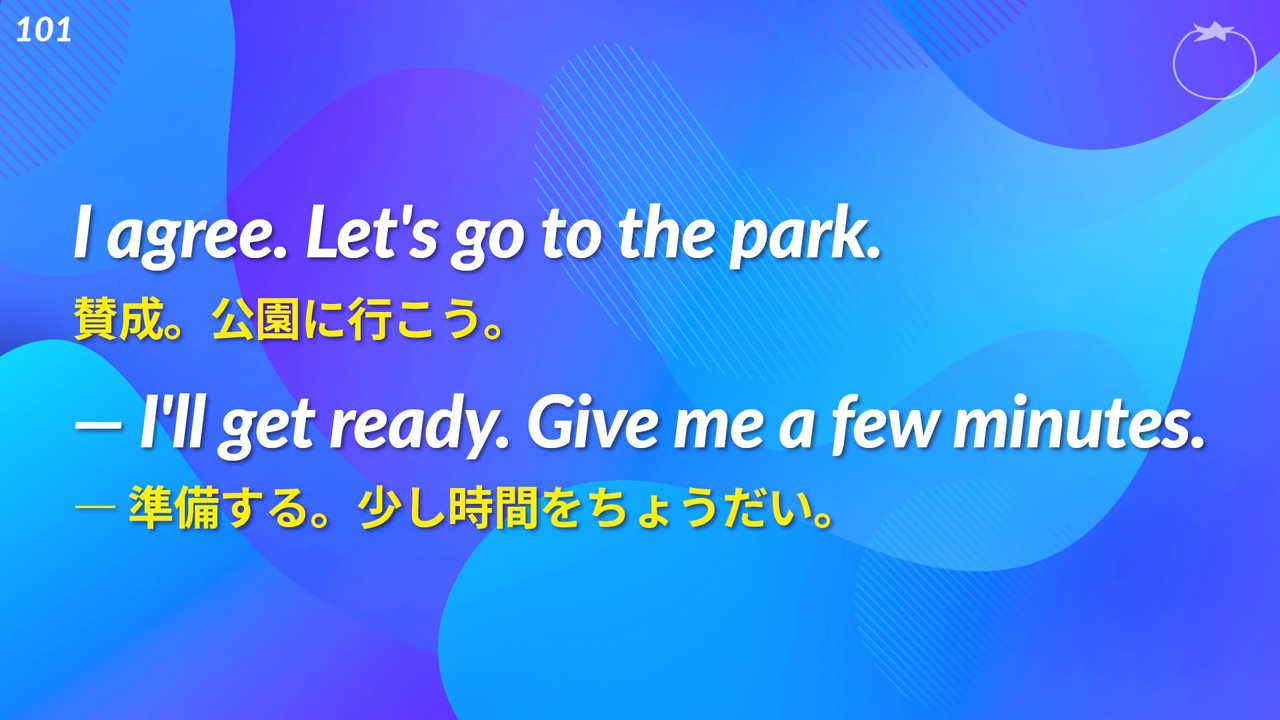 101
I agree. Let's go to the park.
賛成。公園に行こう。
– I'll get ready. Give me a few minutes.
― 準備する。少し時間をちょうだい。